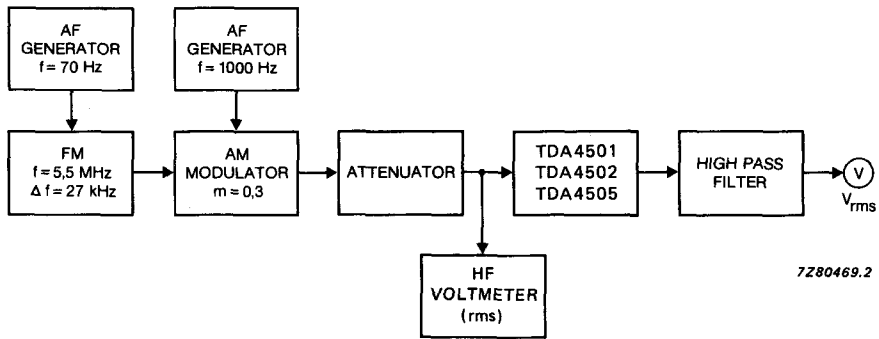 AF
GENERATOR
f = 70 Hz
AF
GENERATOR
f = 1000 Hz
FM
f = 5,5 MHz
Δ f = 27 kHz
AM
MODULATOR
m = 0,3
ATTENUATOR
TDA4501
TDA4502
TDA4505
HIGH PASS
FILTER
V
Vrms
HF
VOLTMETER
(rms)
7Z80469.2